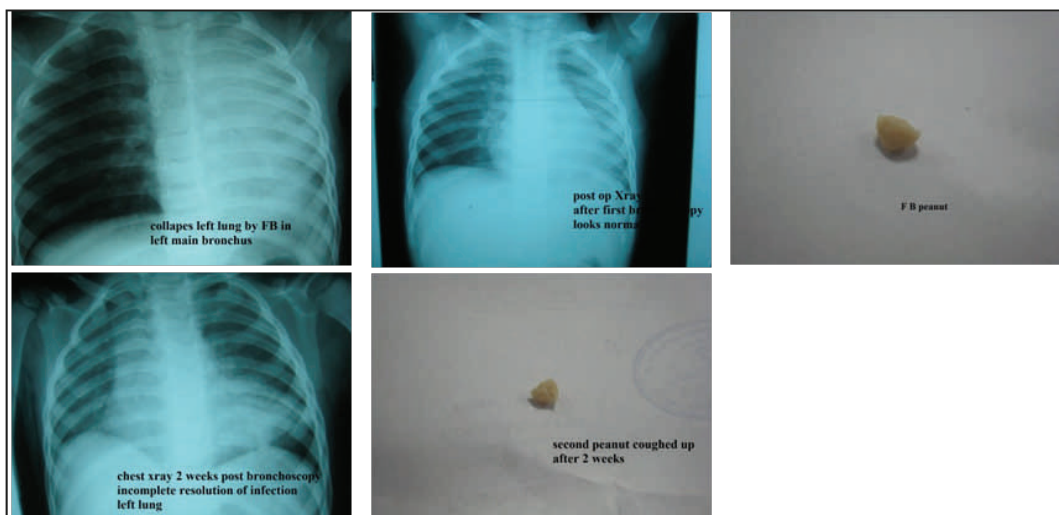 collapes left lung by FB in
left main bronchus
post op Xray
after first br py
looks norma
F B peanut
chest xray 2 weeks post bronchoscopy
incomplete resolution of infection
left lung
second peanut coughed up
after 2 weeks